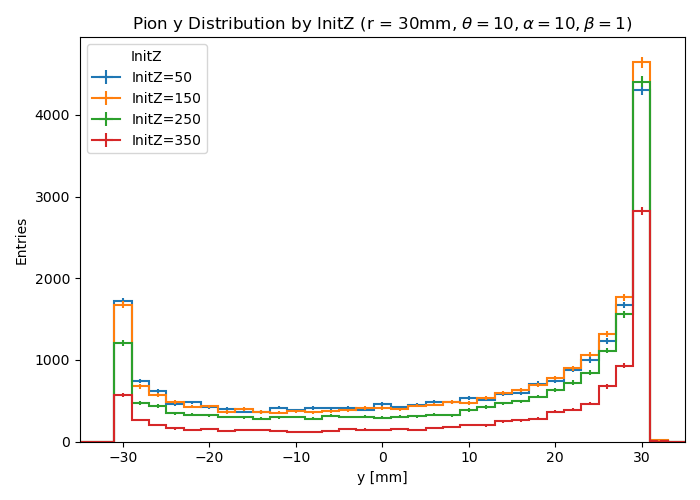 Pion y Distribution by InitZ (r = 30mm, θ = 10, α = 10, β = 1)
InitZ
InitZ=50
InitZ=150
InitZ=250
InitZ=350
Entries
4000
3000
2000
1000
0
−30
−20
−10
0
10
20
30
y [mm]